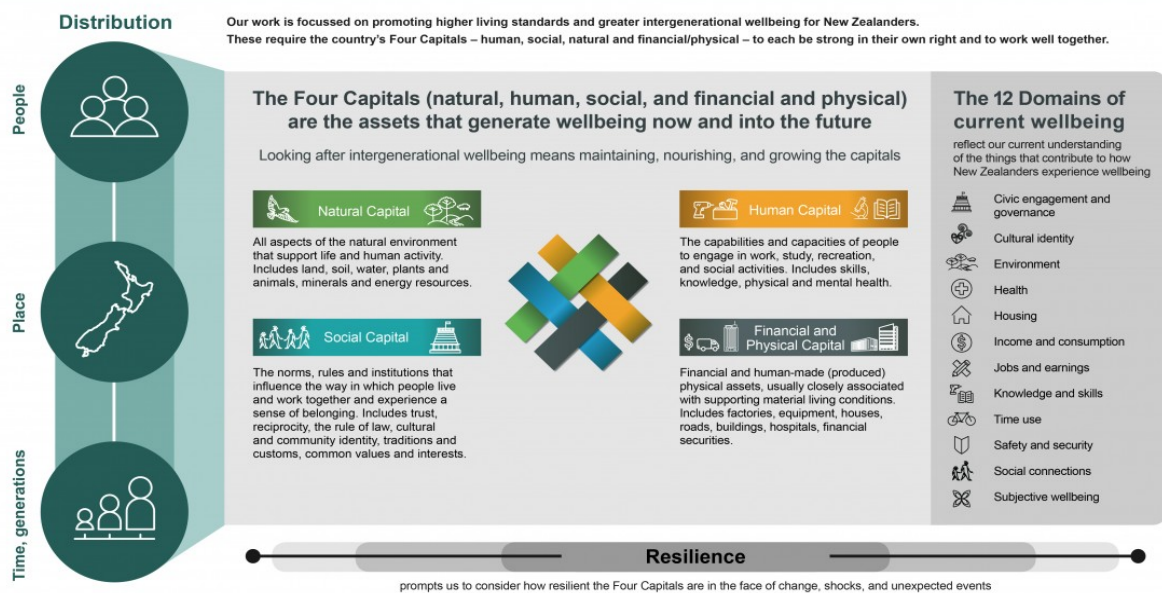 Distribution
People
Place
Time, generations
Our work is focussed on promoting higher living standards and greater intergenerational wellbeing for New Zealanders.
These require the country's Four Capitals – human, social, natural and financial/physical – to each be strong in their own right and to work well together.
The Four Capitals (natural, human, social, and financial and physical)
are the assets that generate wellbeing now and into the future
Looking after intergenerational wellbeing means maintaining, nourishing, and growing the capitals
Natural Capital
All aspects of the natural environment
that support life and human activity.
Includes land, soil, water, plants and
animals, minerals and energy resources.
Human Capital
The capabilities and capacities of people
to engage in work, study, recreation,
and social activities. Includes skills,
knowledge, physical and mental health.
Social Capital
The norms, rules and institutions that
influence the way in which people live
and work together and experience a
sense of belonging. Includes trust,
reciprocity, the rule of law, cultural
and community identity, traditions and
customs, common values and interests.
Financial and
Physical Capital
Financial and human-made (produced)
physical assets, usually closely associated
with supporting material living conditions.
Includes factories, equipment, houses,
roads, buildings, hospitals, financial
securities.
The 12 Domains of
current wellbeing
reflect our current understanding
of the things that contribute to how
New Zealanders experience wellbeing
Civic engagement and
governance
Cultural identity
Environment
Health
Housing
Income and consumption
Jobs and earnings
Knowledge and skills
Time use
Safety and security
Social connections
Subjective wellbeing
Resilience
prompts us to consider how resilient the Four Capitals are in the face of change, shocks, and unexpected events